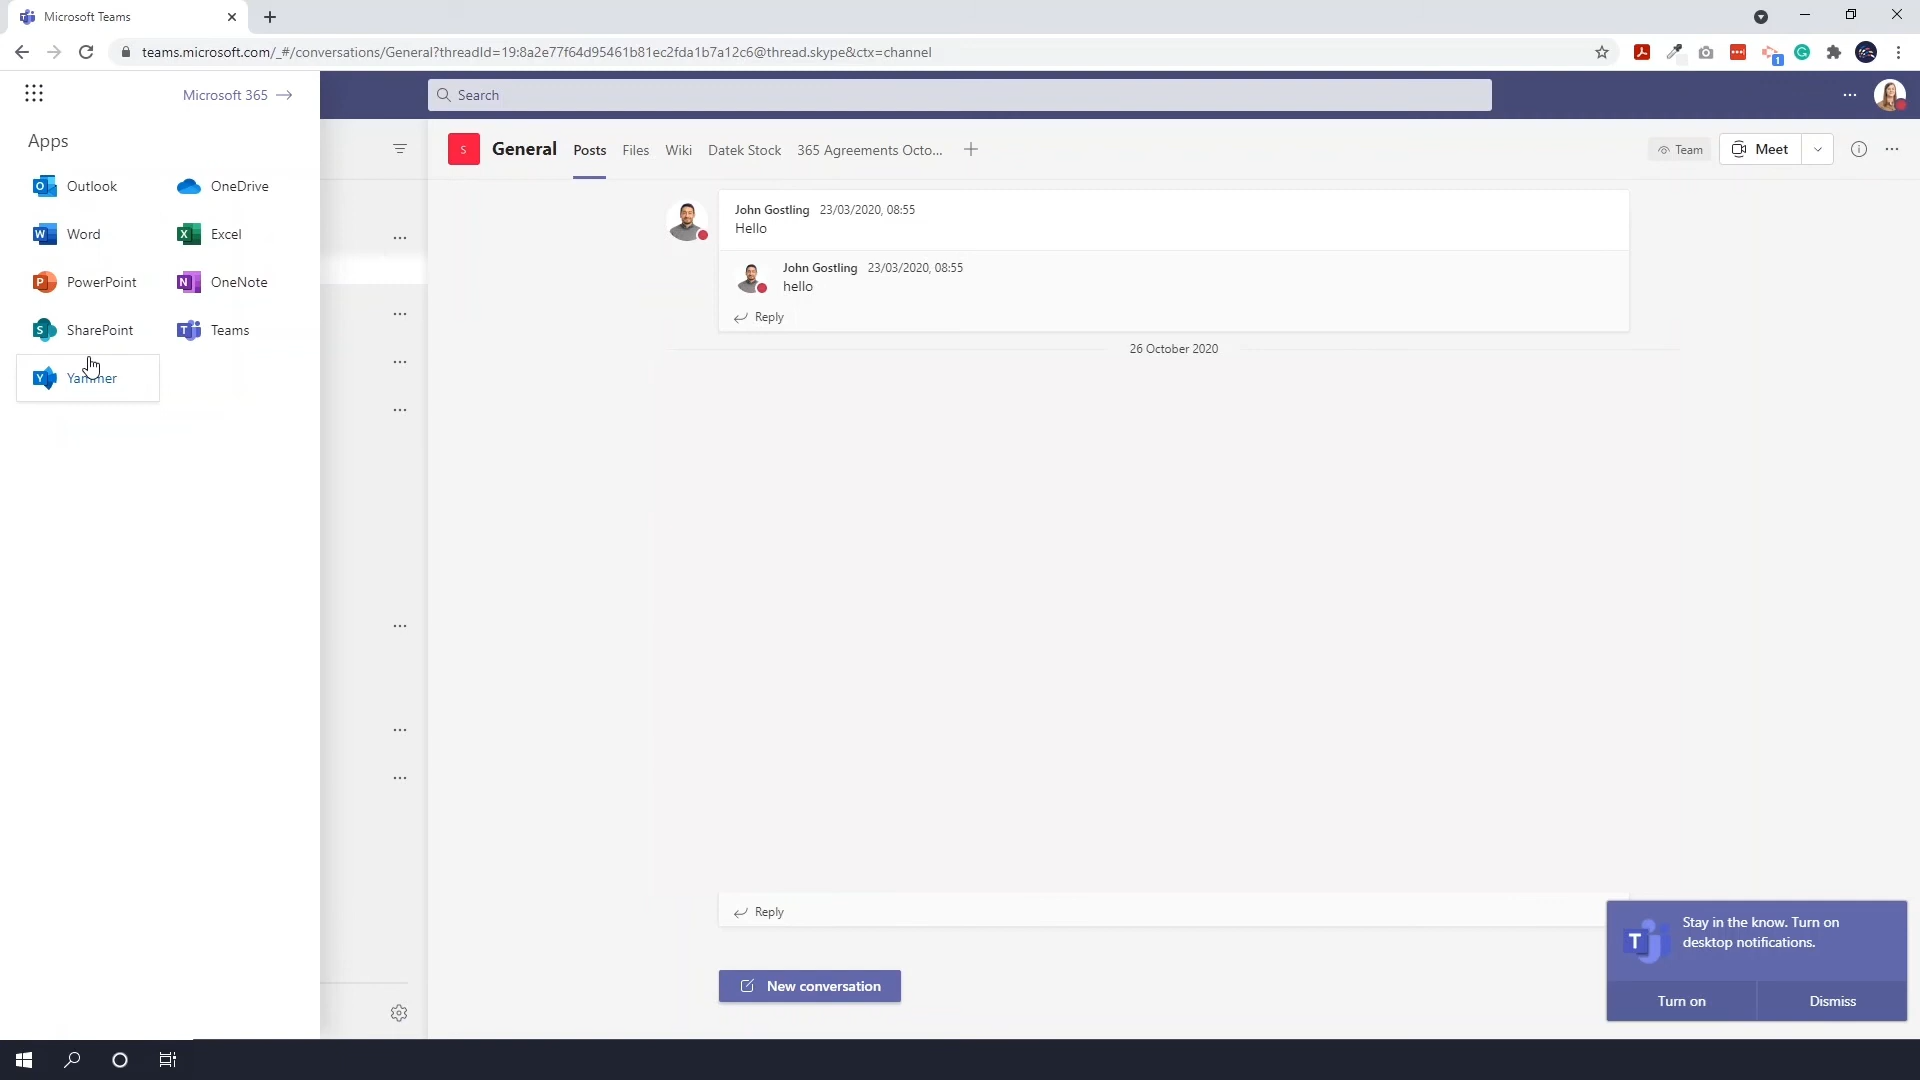 Microsoft Teams
teams.microsoft.com/_#/conversations/General?threadId=19:8a2e77f64d95461b81ec2fda1b7a12c6@thread.skype&ctx=channel
1
Microsoft 365
Search
Apps
S
General
Posts
Files
Wiki
Datek Stock
365 Agreements Octo...
Team
Meet
Outlook
OneDrive
Word
Excel
PowerPoint
OneNote
SharePoint
Teams
Yammer
John Gostling 23/03/2020, 08:55
Hello
John Gostling 23/03/2020, 08:55
hello
Reply
26 October 2020
Reply
New conversation
Stay in the know. Turn on
desktop notifications.
Turn on
Dismiss